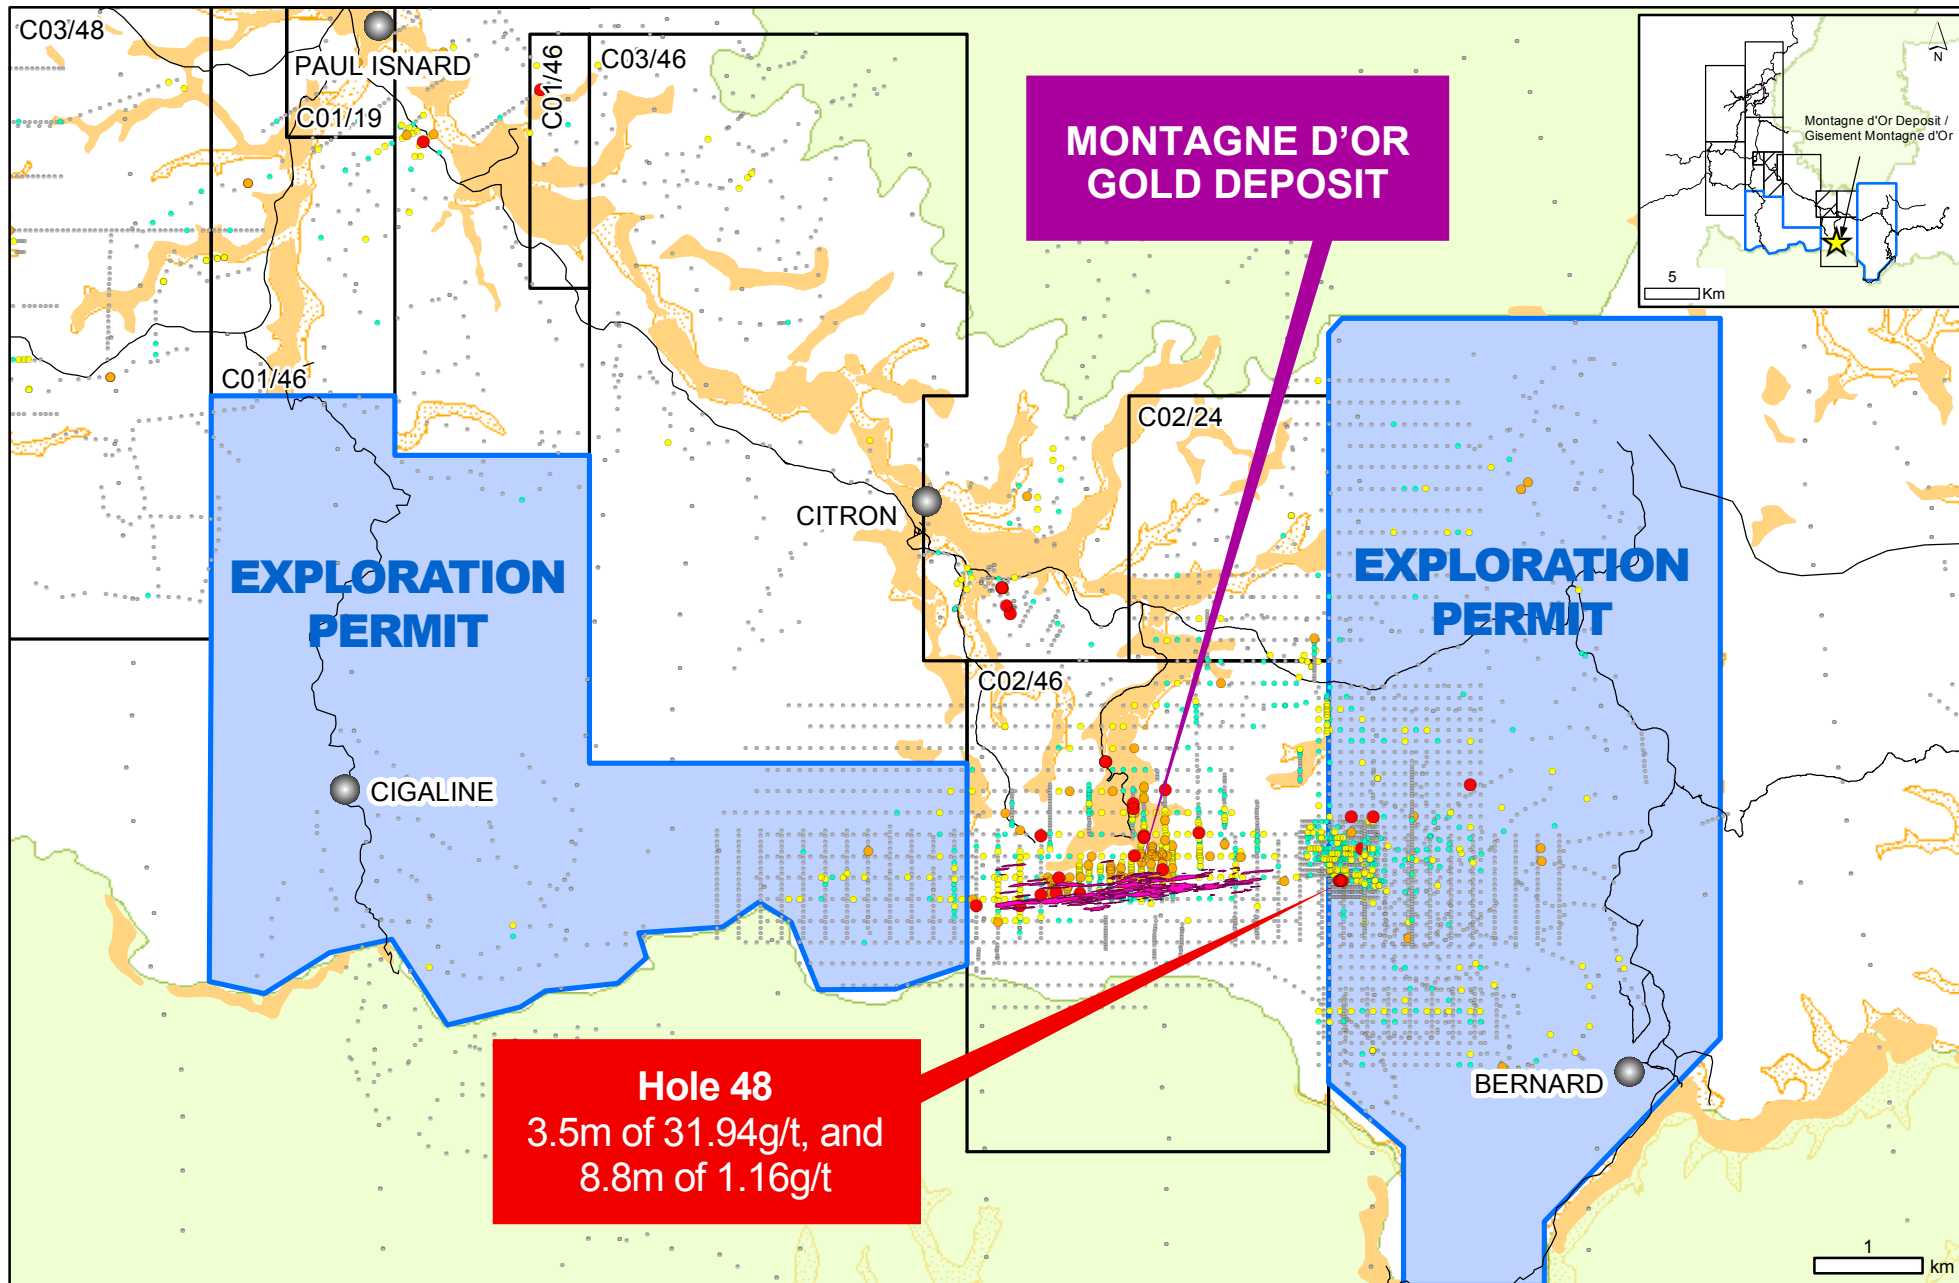 C03/48
PAUL ISNARD
C01/19
C01/46
C03/46
MONTAGNE D'OR
GOLD DEPOSIT
N
Montagne d'Or Deposit /
Gisement Montagne d'Or
5
Km
C01/46
C02/24
CITRON
EXPLORATION
PERMIT
EXPLORATION
PERMIT
C02/46
CIGALINE
Hole 48
3.5m of 31.94g/t, and
8.8m of 1.16g/t
BERNARD
1
km